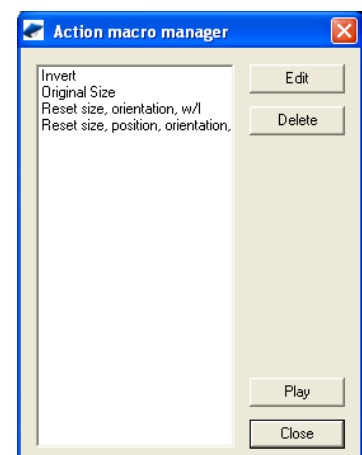 Action macro manager
Invert
Original Size
Reset size, orientation, w/l
Reset size, position, orientation,
Edit
Delete
Play
Close